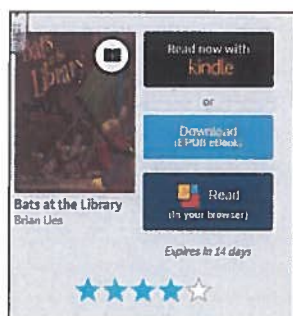 Bats
at the
Library
Read now with
kindle
or
Download
(EPUB eBook)
Read
(in your browser)
Bats at the Library
Brian Lies
Expires in 14 days